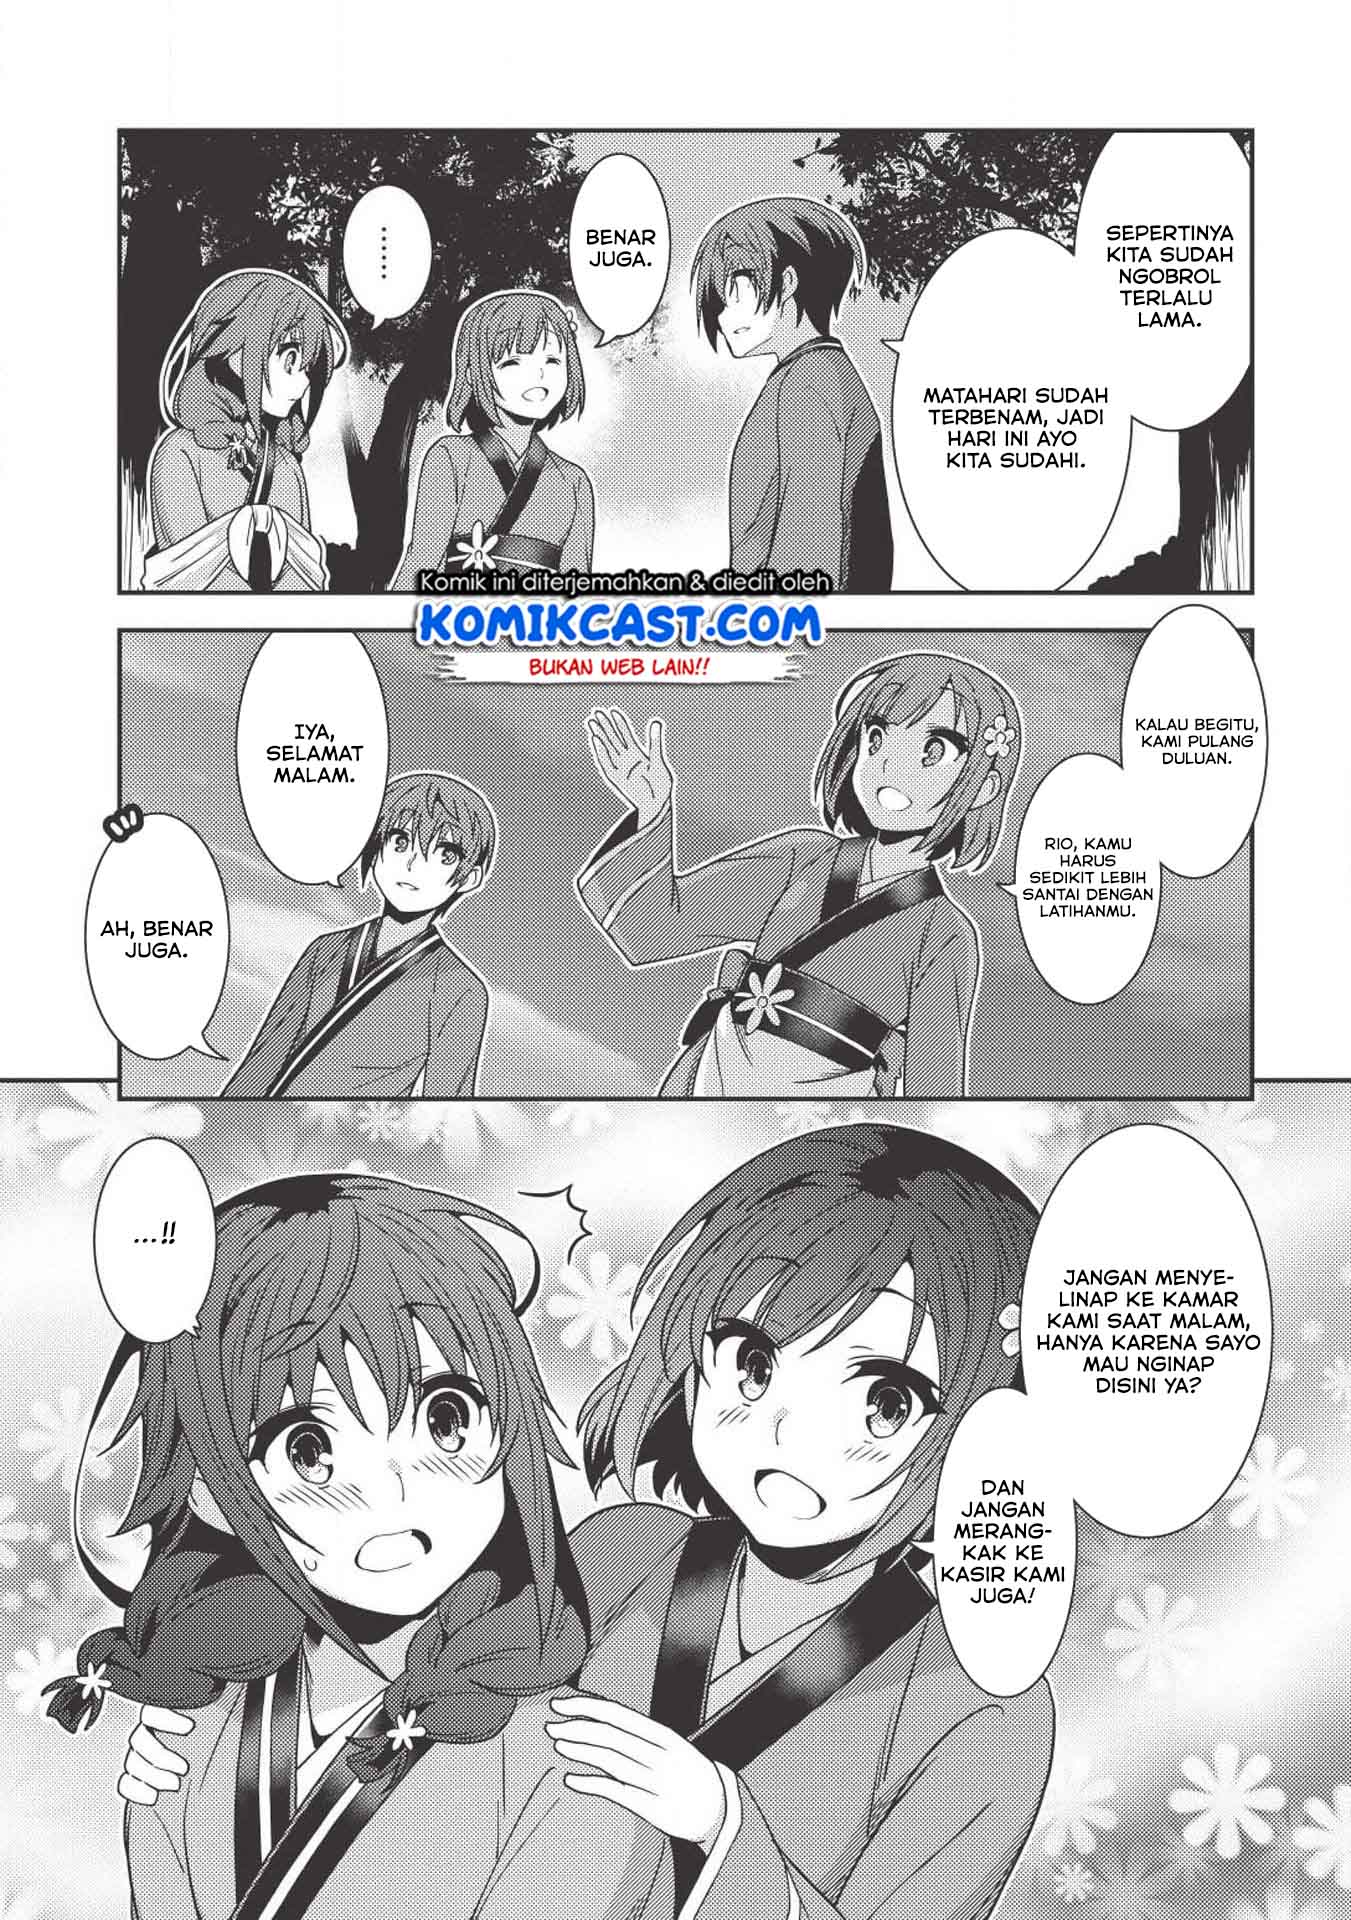 SEPERTINYA
KITA SUDAH
NGOBROL
TERLALU
LAMA.
MATAHARI SUDAH
TERBENAM, JADI
HARI INI AYO
KITA SUDAHI.
BENAR
JUGA.
......
Komik ini diterjemahkan & diedit oleh
KOMIKCAST.COM
BUKAN WEB LAIN!!
KALAU BEGITU,
KAMI PULANG
DULUAN.
RIO, KAMU
HARUS
SEDIKIT LEBIH
SANTAI DENGAN
LATIHANMU.
IYA,
SELAMAT
MALAM.
AH, BENAR
JUGA.
JANGAN MENYE-
LINAP KE KAMAR
KAMI SAAT MALAM,
HANYA KARENA SAYO
MAU NGINAP
DISINI YA?
DAN
JANGAN
MERANG-
KAK KE
KASIR KAMI
JUGA!
...!!